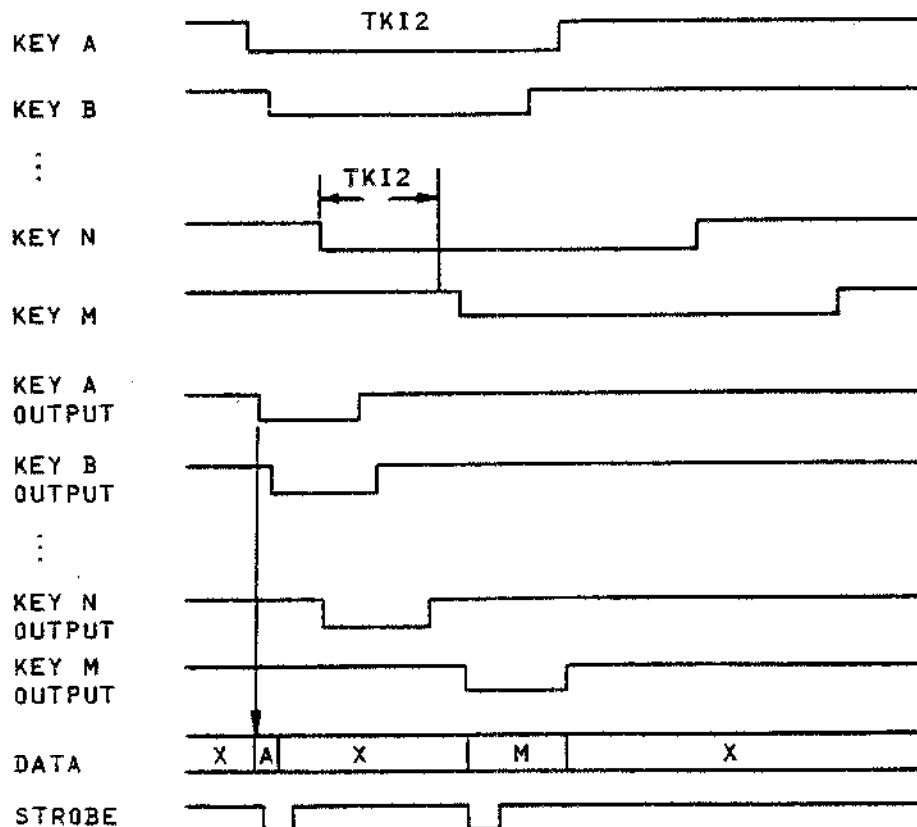 TKI2
KEY A
KEY B
⋮
TKI2
KEY N
KEY M
KEY A
OUTPUT
KEY B
OUTPUT
⋮
KEY N
OUTPUT
KEY M
OUTPUT
DATA X A X M X
STROBE